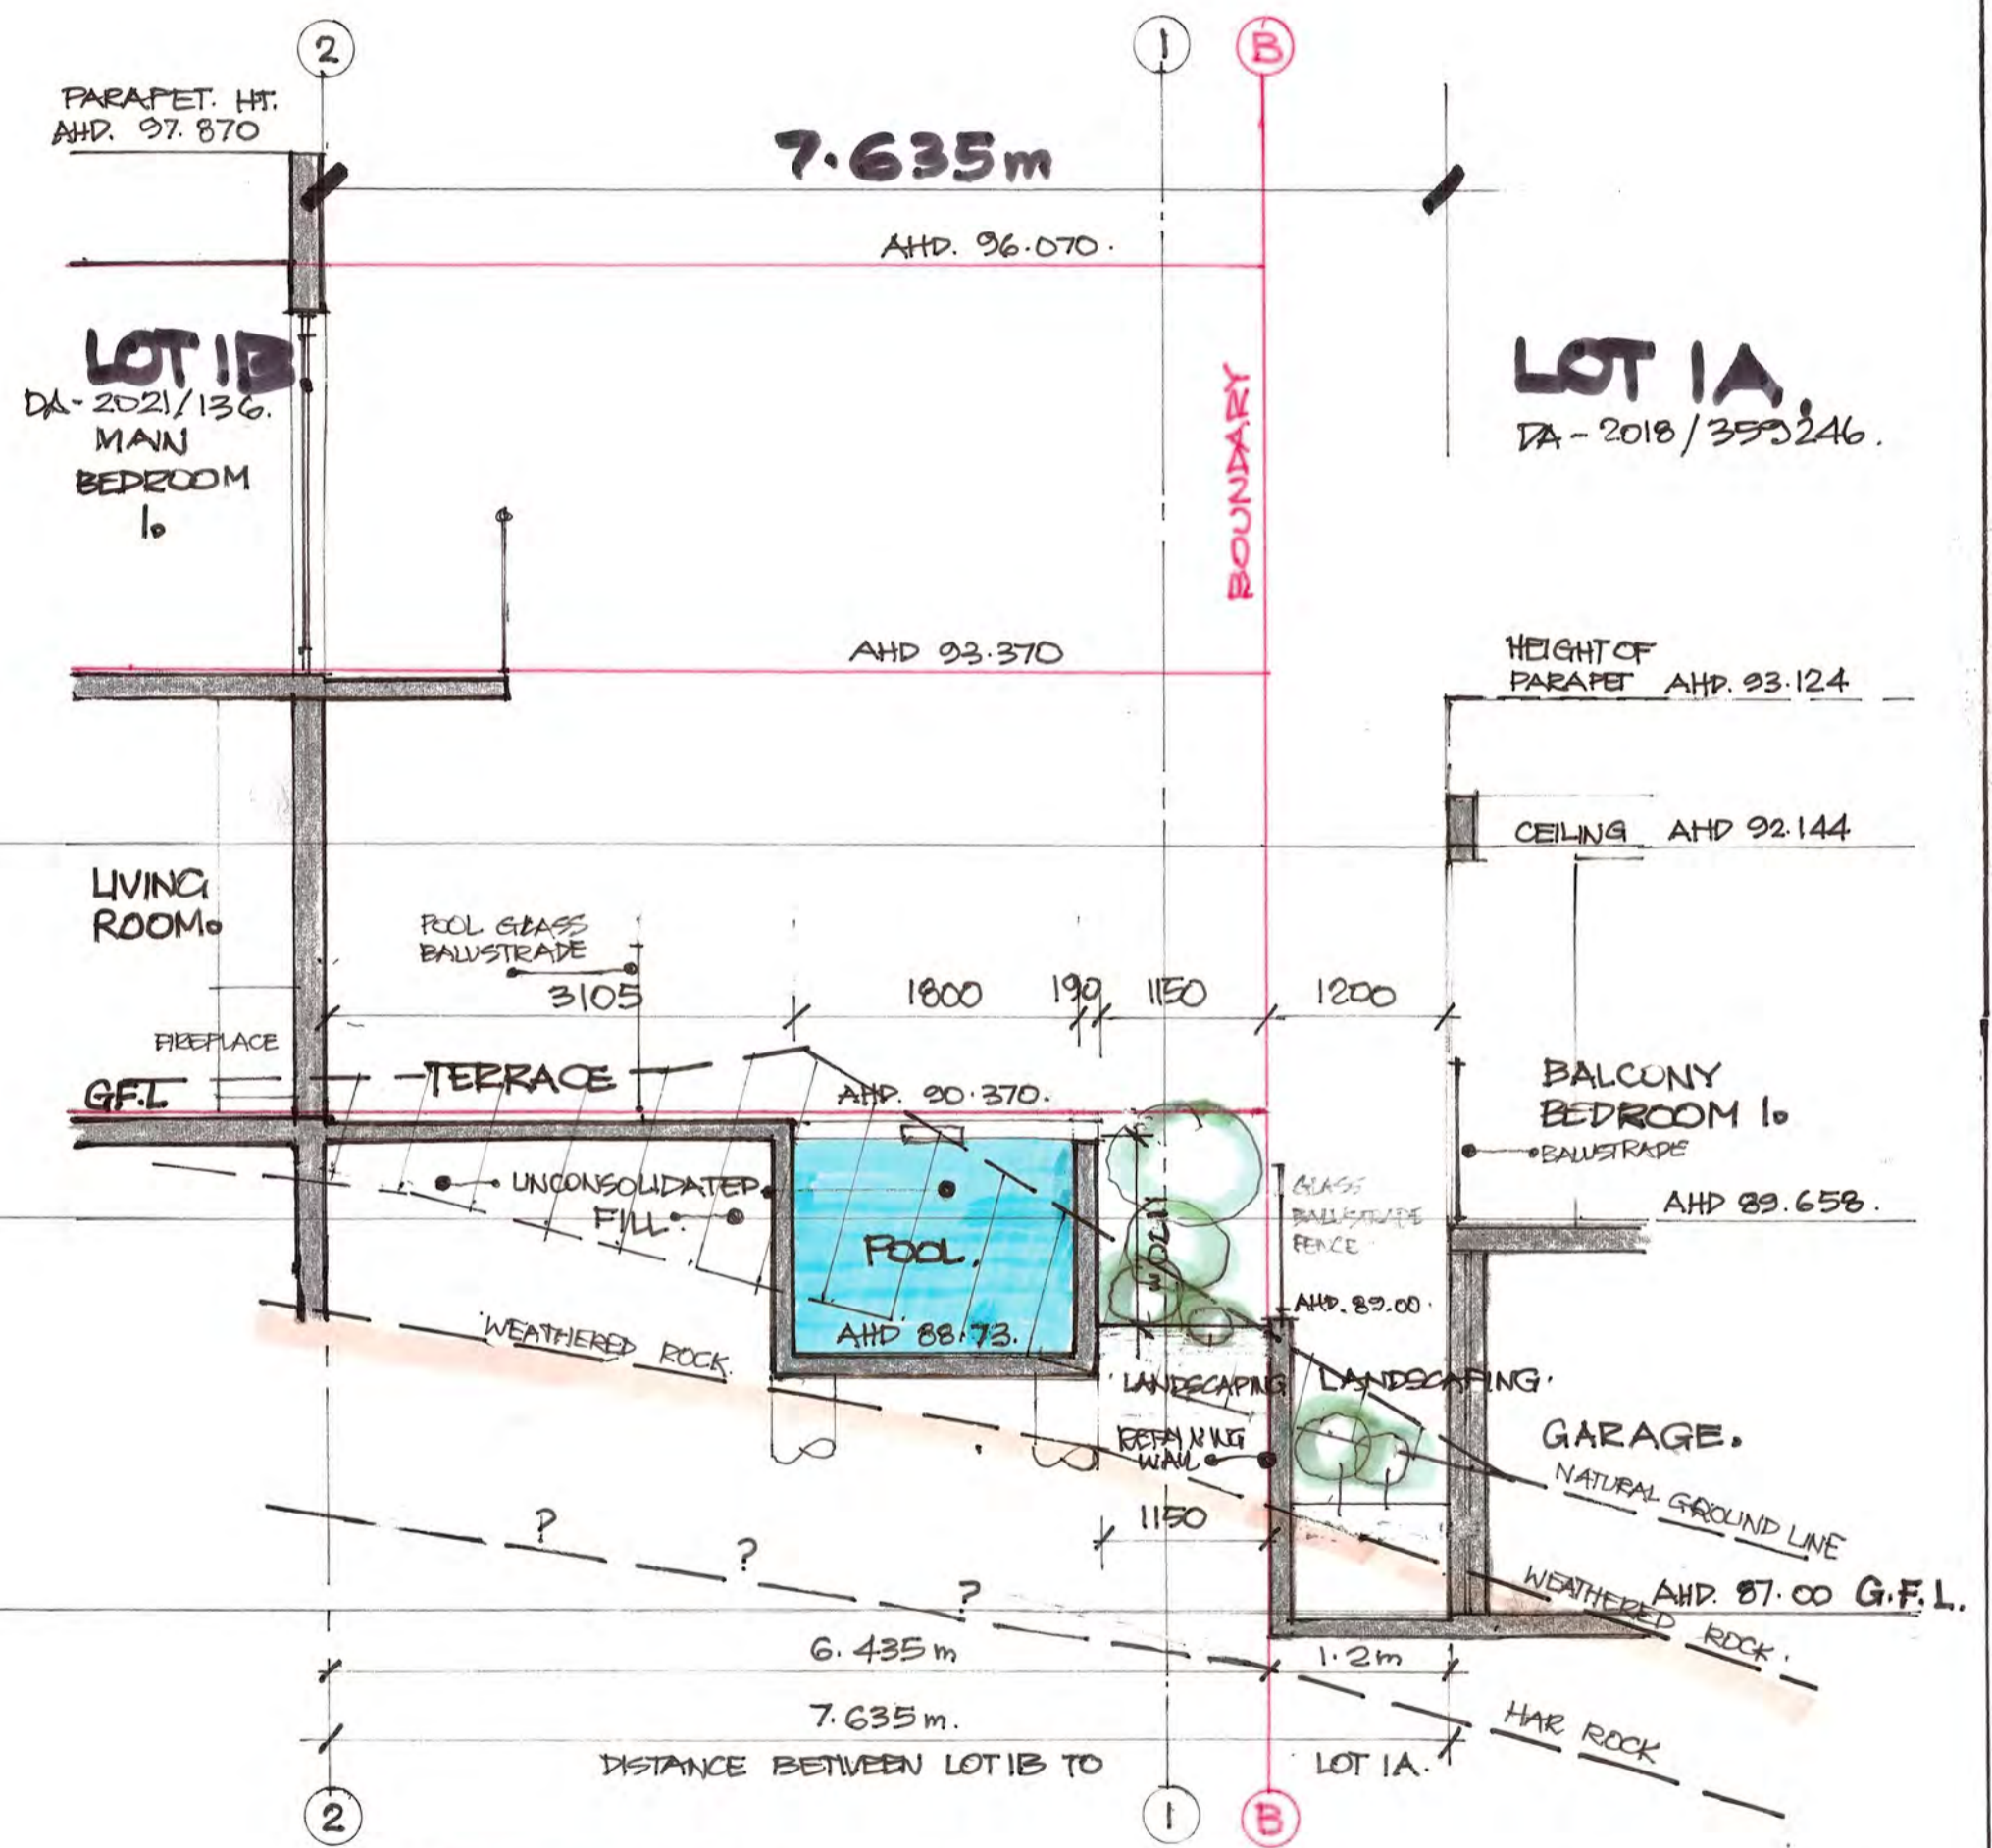 2
1
B
PARAPET. HT.
AHD. 97.870
7.635m
AHD. 96.070.
LOT 1B
DA-2021/136.
MAIN
BEDROOM
1.
LOT 1A.
DA-2018/359246.
BOUNDARY
AHD 93.370
HEIGHT OF
PARAPET AHD. 93.124
CEILING AHD 92.144
LIVING
ROOM.
POOL GLASS
BALUSTRADE
3105
1800
190
1150
1200
FIREPLACE
G.F.L
TERRACE
AHD. 90.370.
BALCONY
BEDROOM 1.
BALUSTRADE
UNCONSOLIDATED
FILL.
POOL.
GLASS
BALUSTRADE
FENCE
AHD 89.658.
AHD. 89.00.
AHD 88.73.
WEATHERED ROCK.
LANDSCAPING
LANDSCAPING.
RETAINING
WALL
GARAGE.
NATURAL GROUND LINE
1150
?
?
?
WEATHERED ROCK.
AHD. 87.00 G.F.L.
6.435m
1.2m
7.635m.
HAR ROCK
DISTANCE BETWEEN LOT 1B TO LOT 1A.
2
1
B